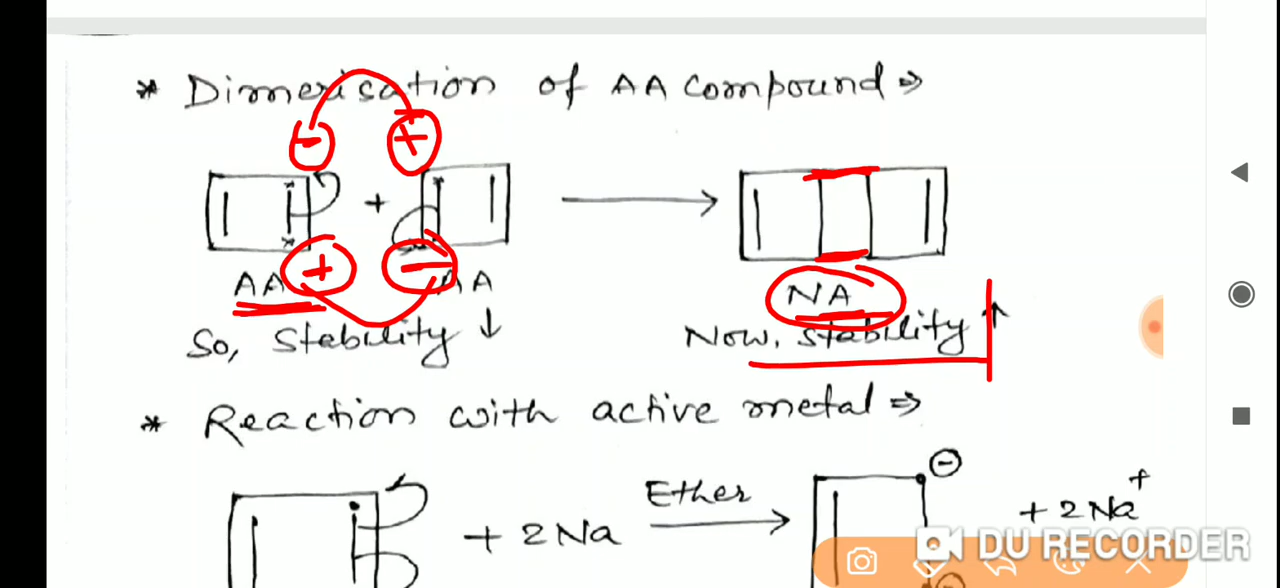 * Dimerisation of AA compound ⇒
− +
+ →
AA + − AA NA
So, Stability ↓ Now, stability ↑
* Reaction with active metal ⇒
⊖
+ 2Na Ether → + 2Na⁺
DU RECORDER